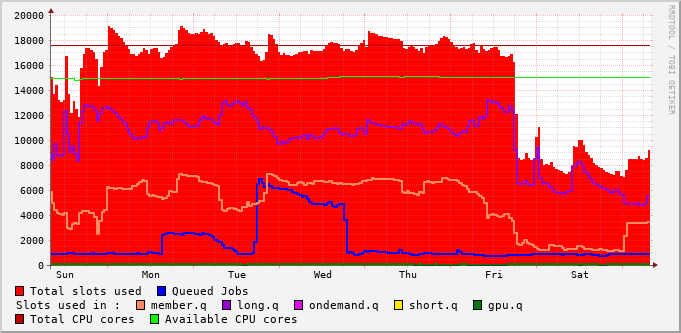 20000
18000
16000
14000
12000
10000
8000
6000
4000
2000
0
Sun Mon Tue Wed Thu Fri Sat
RRDTOOL / TOBI OETIKER
Total slots used Queued Jobs
Slots used in : member.q long.q ondemand.q short.q gpu.q
Total CPU cores Available CPU cores